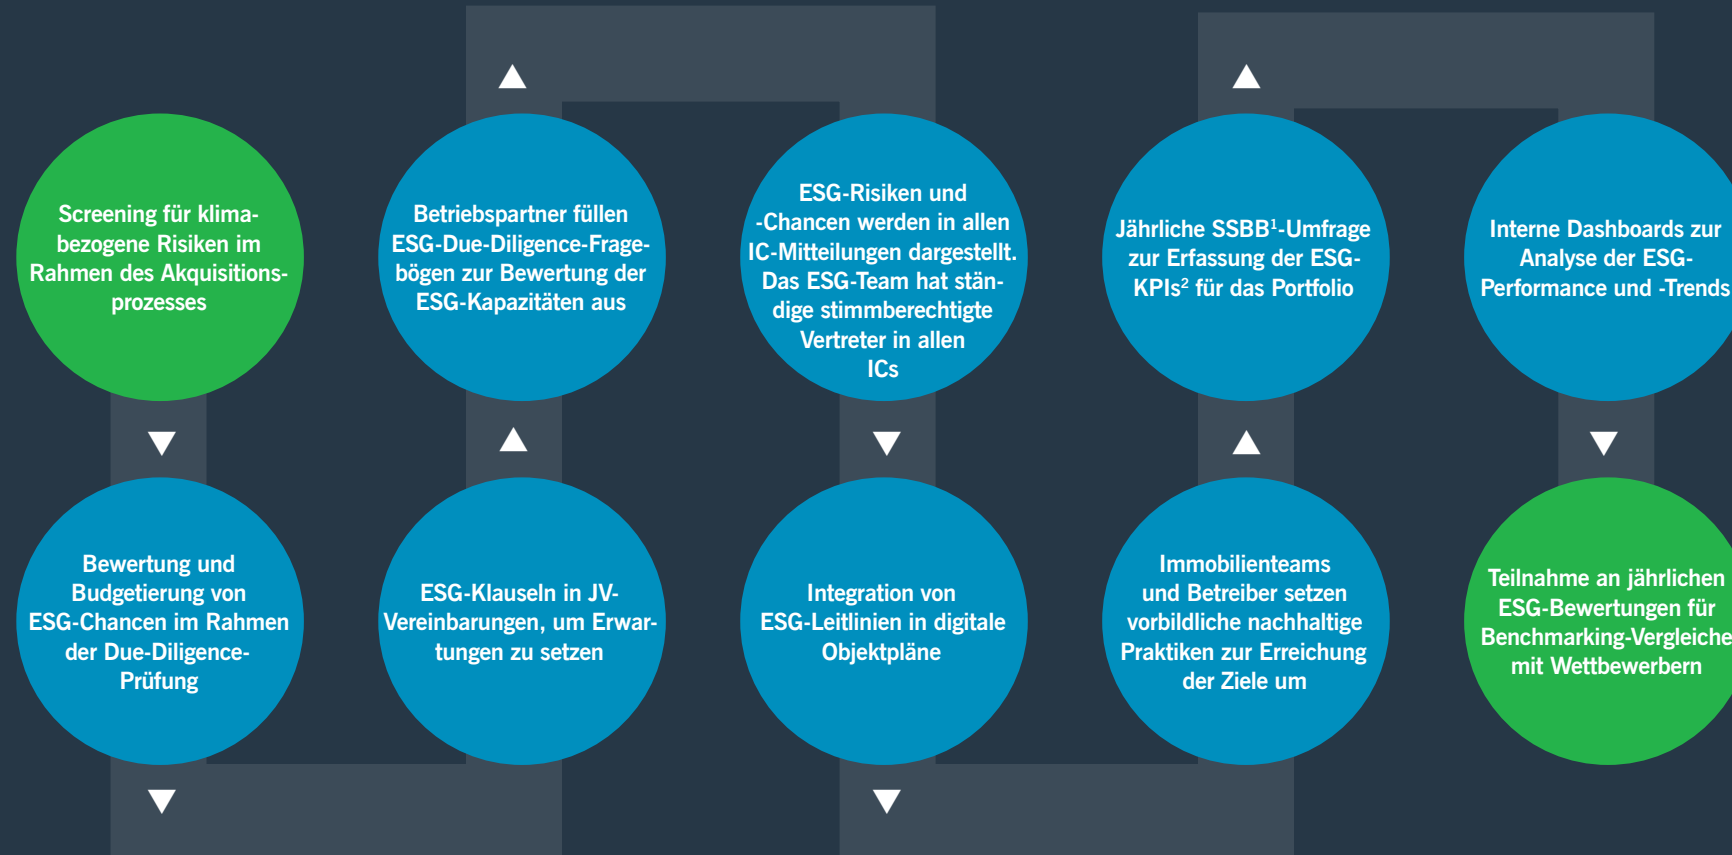 Screening für klima-
bezogene Risiken im
Rahmen des Akquisitions-
prozesses
Bewertung und
Budgetierung von
ESG-Chancen im Rahmen
der Due-Diligence-
Prüfung
ESG-Klauseln in JV-
Vereinbarungen, um Erwar-
tungen zu setzen
Betriebspartner füllen
ESG-Due-Diligence-Frage-
bögen zur Bewertung der
ESG-Kapazitäten aus
ESG-Risiken und
-Chancen werden in allen
IC-Mitteilungen dargestellt.
Das ESG-Team hat stän-
dige stimmberechtigte
Vertreter in allen
ICs
Integration von
ESG-Leitlinien in digitale
Objektpläne
Immobilienteams
und Betreiber setzen
vorbildliche nachhaltige
Praktiken zur Erreichung
der Ziele um
Jährliche SSBB¹-Umfrage
zur Erfassung der ESG-
KPIs² für das Portfolio
Interne Dashboards zur
Analyse der ESG-
Performance und -Trends
Teilnahme an jährlichen
ESG-Bewertungen für
Benchmarking-Vergleiche
mit Wettbewerbern